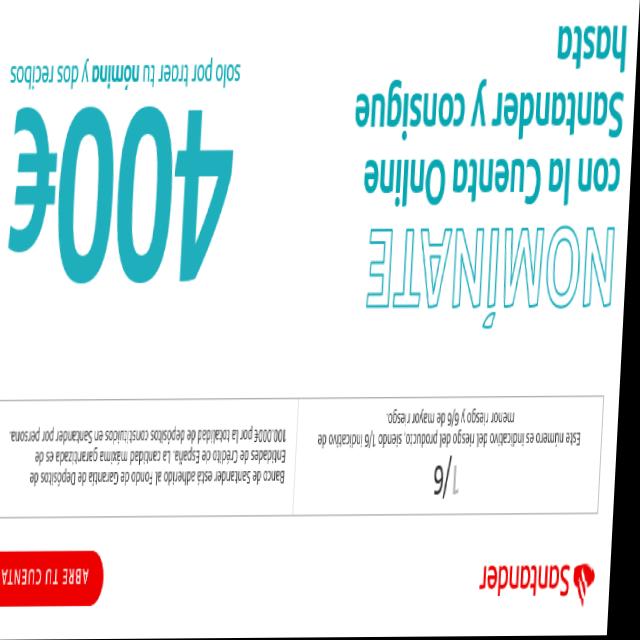 Santander
ABRE TU CUENTA
1/6
Este número es indicativo del riesgo del producto, siendo 1/6 indicativo de
menor riesgo y 6/6 de mayor riesgo.
Banco de Santander está adherido al Fondo de Garantía de Depósitos de
Entidades de Crédito de España. La cantidad máxima garantizada es de
100.000€ por la totalidad de depósitos constituidos en Santander por persona.
NOMÍNATE
con la Cuenta Online
Santander y consigue
hasta
400€
solo por traer tu nómina y dos recibos